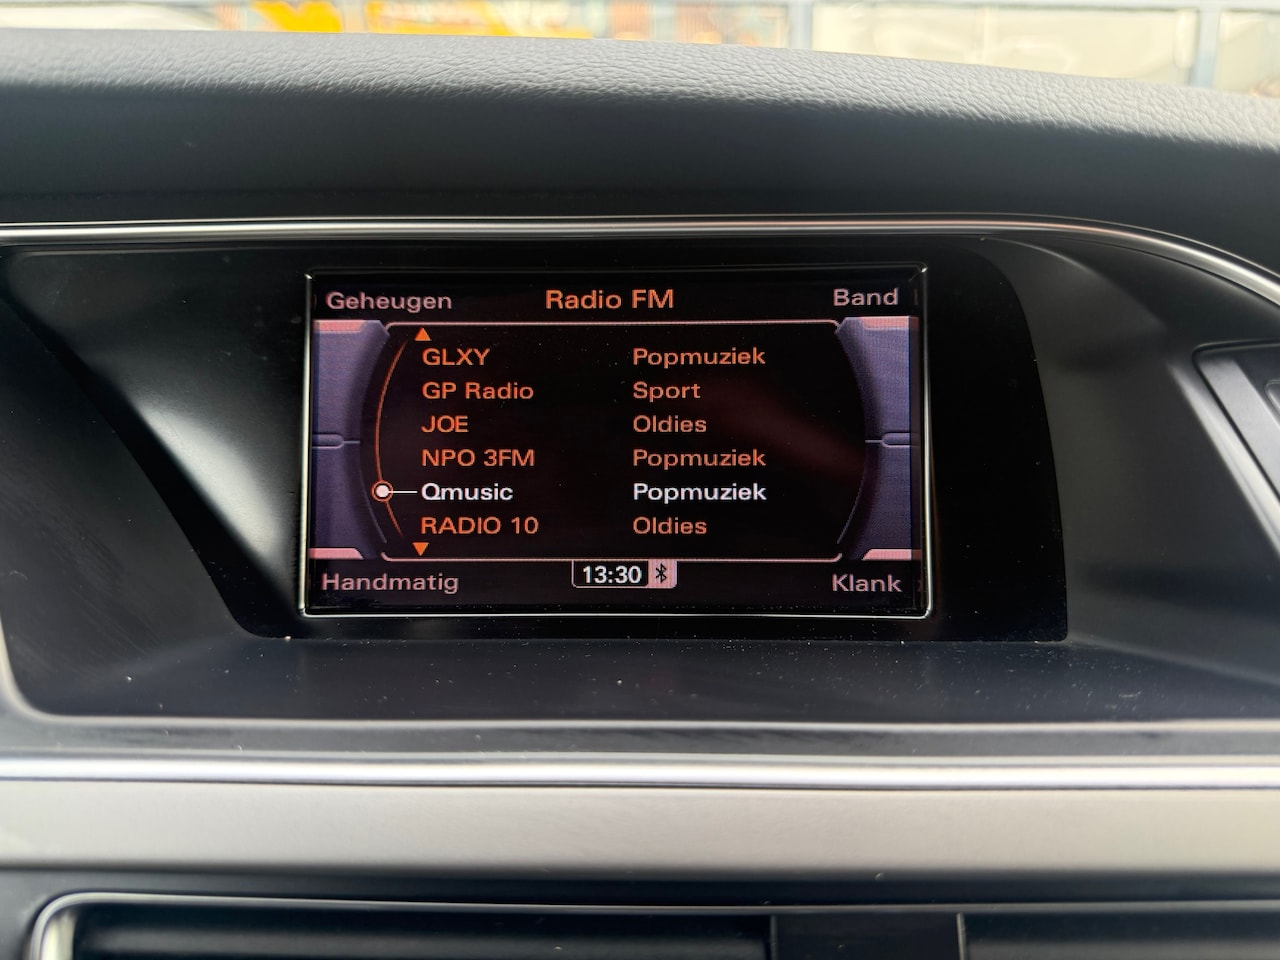 Geheugen Radio FM Band
GLXY Popmuziek
GP Radio Sport
JOE Oldies
NPO 3FM Popmuziek
Qmusic Popmuziek
RADIO 10 Oldies
Handmatig 13:30 Klank